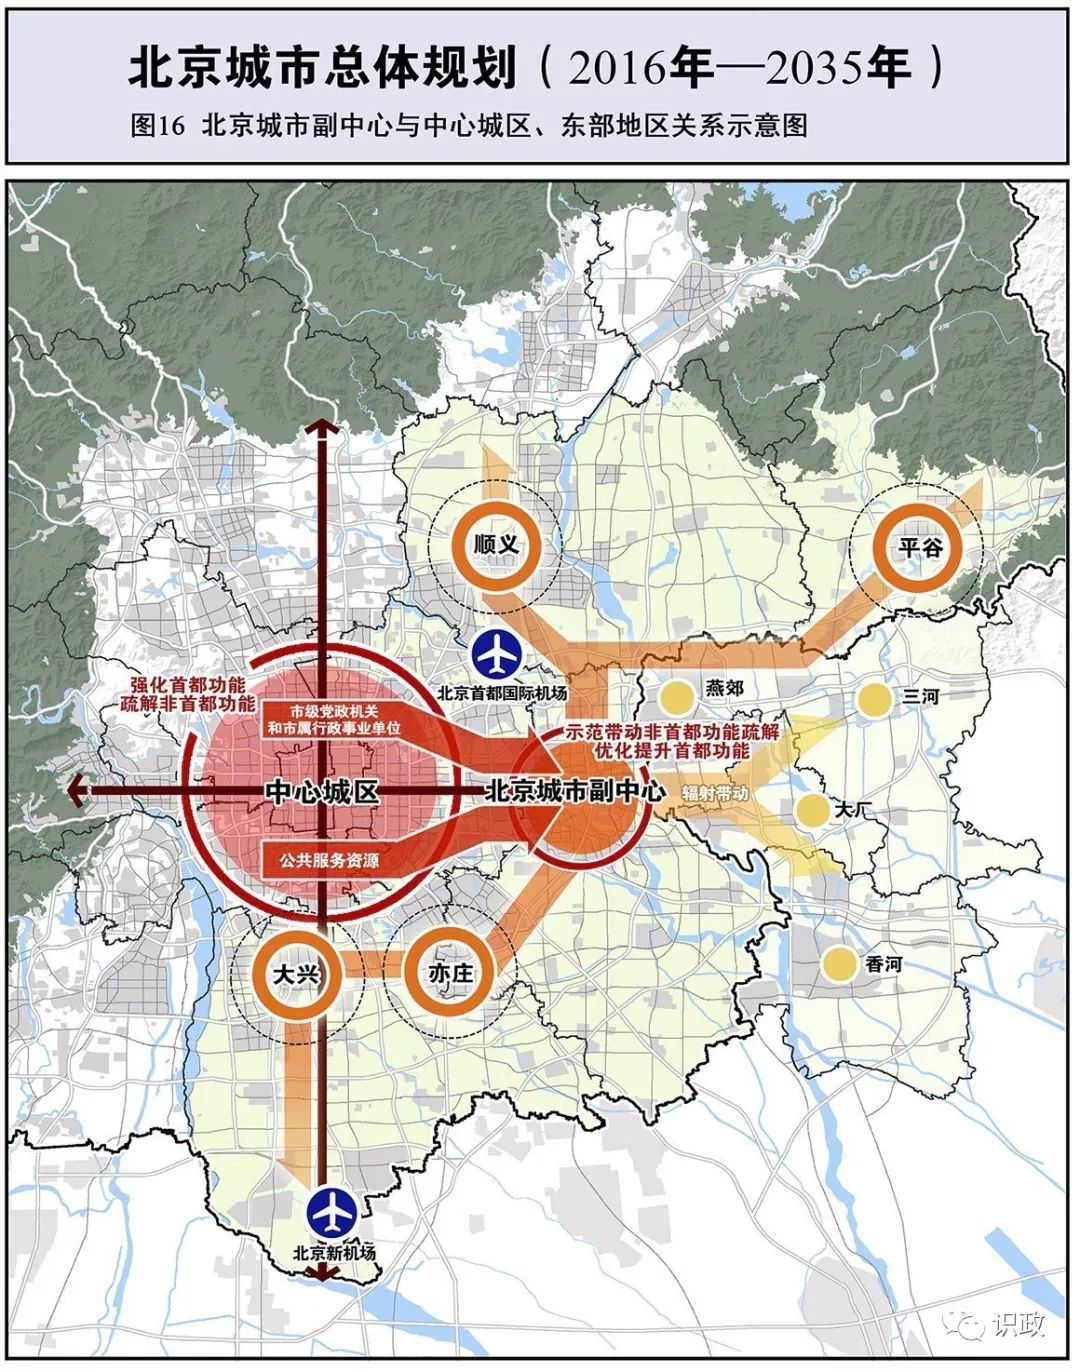 北京城市总体规划（2016年—2035年）
图16 北京城市副中心与中心城区、东部地区关系示意图
顺义
平谷
北京首都国际机场
燕郊
三河
强化首都功能
疏解非首都功能
市级党政机关
和市属行政事业单位
示范带动非首都功能疏解
优化提升首都功能
中心城区
北京城市副中心
辐射带动
大厂
公共服务资源
大兴
亦庄
香河
北京新机场
识政